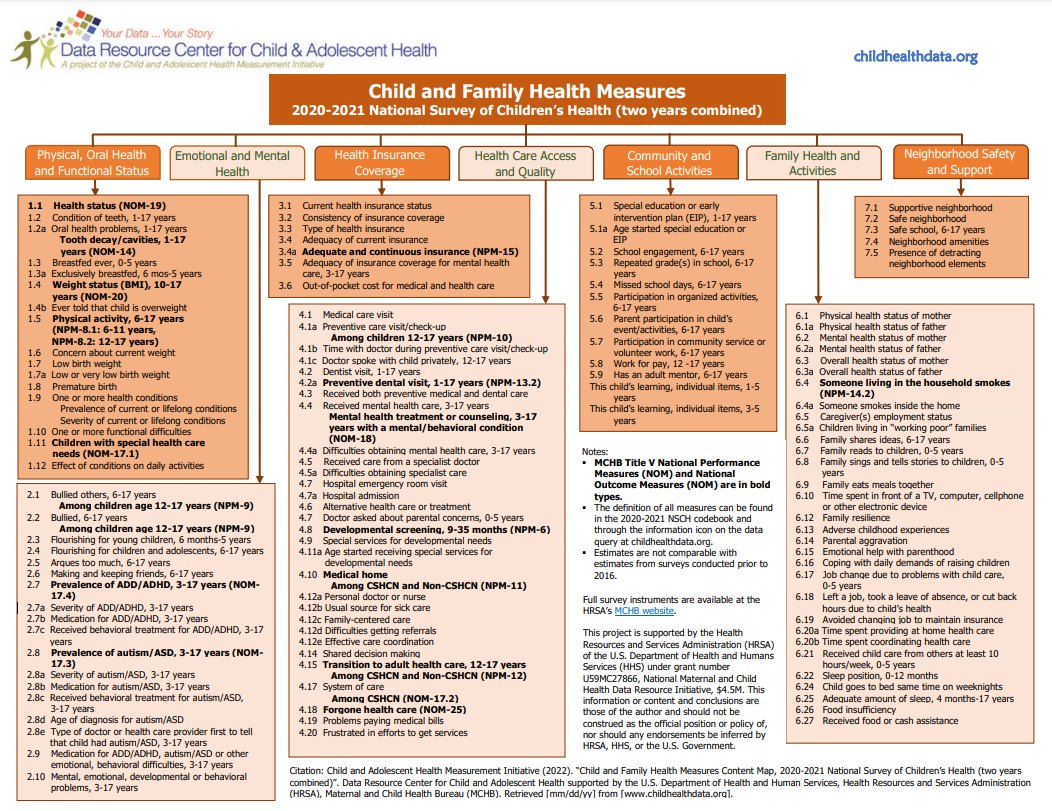 Your Data ... Your Story
Data Resource Center for Child & Adolescent Health
A project of the Child and Adolescent Health Measurement Initiative
childhealthdata.org
Child and Family Health Measures
2020-2021 National Survey of Children's Health (two years combined)
Physical, Oral Health
and Functional Status
Emotional and Mental
Health
Health Insurance
Coverage
Health Care Access
and Quality
Community and
School Activities
Family Health and
Activities
Neighborhood Safety
and Support
1.1 Health status (NOM-19)
1.2 Condition of teeth, 1-17 years
1.2a Oral health problems, 1-17 years
Tooth decay/cavities, 1-17
years (NOM-14)
1.3 Breastfed ever, 0-5 years
1.3a Exclusively breastfed, 6 mos-5 years
1.4 Weight status (BMI), 10-17
years (NOM-20)
1.4b Ever told that child is overweight
1.5 Physical activity, 6-17 years
(NPM-8.1: 6-11 years,
NPM-8.2: 12-17 years)
1.6 Concern about current weight
1.7 Low birth weight
1.7a Low or very low birth weight
1.8 Premature birth
1.9 One or more health conditions
Prevalence of current or lifelong conditions
Severity of current or lifelong conditions
1.10 One or more functional difficulties
1.11 Children with special health care
needs (NOM-17.1)
1.12 Effect of conditions on daily activities
2.1 Bullied others, 6-17 years
Among children age 12-17 years (NPM-9)
2.2 Bullied, 6-17 years
Among children age 12-17 years (NPM-9)
2.3 Flourishing for young children, 6 months-5 years
2.4 Flourishing for children and adolescents, 6-17 years
2.5 Argues too much, 6-17 years
2.6 Making and keeping friends, 6-17 years
2.7 Prevalence of ADD/ADHD, 3-17 years (NOM-
17.4)
2.7a Severity of ADD/ADHD, 3-17 years
2.7b Medication for ADD/ADHD, 3-17 years
2.7c Received behavioral treatment for ADD/ADHD, 3-17
years
2.8 Prevalence of autism/ASD, 3-17 years (NOM-
17.3)
2.8a Severity of autism/ASD, 3-17 years
2.8b Medication for autism/ASD, 3-17 years
2.8c Received behavioral treatment for autism/ASD,
3-17 years
2.8d Age of diagnosis for autism/ASD
2.8e Type of doctor or health care provider first to tell
that child had autism/ASD, 3-17 years
2.9 Medication for ADD/ADHD, autism/ASD or other
emotional, behavioral difficulties, 3-17 years
2.10 Mental, emotional, developmental or behavioral
problems, 3-17 years
3.1 Current health insurance status
3.2 Consistency of insurance coverage
3.3 Type of health insurance
3.4 Adequacy of current insurance
3.4a Adequate and continuous insurance (NPM-15)
3.5 Adequacy of insurance coverage for mental health
care, 3-17 years
3.6 Out-of-pocket cost for medical and health care
4.1 Medical care visit
4.1a Preventive care visit/check-up
Among children 12-17 years (NPM-10)
4.1b Time with doctor during preventive care visit/check-up
4.1c Doctor spoke with child privately, 12-17 years
4.2 Dentist visit, 1-17 years
4.2a Preventive dental visit, 1-17 years (NPM-13.2)
4.3 Received both preventive medical and dental care
4.4 Received mental health care, 3-17 years
Mental health treatment or counseling, 3-17
years with a mental/behavioral condition
(NOM-18)
4.4a Difficulties obtaining mental health care, 3-17 years
4.5 Received care from a specialist doctor
4.5a Difficulties obtaining specialist care
4.7 Hospital emergency room visit
4.7a Hospital admission
4.6 Alternative health care or treatment
4.7 Doctor asked about parental concerns, 0-5 years
4.8 Developmental screening, 9-35 months (NPM-6)
4.9 Special services for developmental needs
4.11a Age started receiving special services for
developmental needs
4.10 Medical home
Among CSHCN and Non-CSHCN (NPM-11)
4.12a Personal doctor or nurse
4.12b Usual source for sick care
4.12c Family-centered care
4.12d Difficulties getting referrals
4.12e Effective care coordination
4.14 Shared decision making
4.15 Transition to adult health care, 12-17 years
Among CSHCN and Non-CSHCN (NPM-12)
4.17 System of care
Among CSHCN (NOM-17.2)
4.18 Forgone health care (NOM-25)
4.19 Problems paying medical bills
4.20 Frustrated in efforts to get services
5.1 Special education or early
intervention plan (EIP), 1-17 years
5.1a Age started special education or
EIP
5.2 School engagement, 6-17 years
5.3 Repeated grade(s) in school, 6-17
years
5.4 Missed school days, 6-17 years
5.5 Participation in organized activities,
6-17 years
5.6 Parent participation in child's
event/activities, 6-17 years
5.7 Participation in community service or
volunteer work, 6-17 years
5.8 Work for pay, 12 -17 years
5.9 Has an adult mentor, 6-17 years
This child's learning, individual items, 1-5
years
This child's learning, individual items, 3-5
years
Notes:
▪ MCHB Title V National Performance
Measures (NOM) and National
Outcome Measures (NOM) are in bold
types.
▪ The definition of all measures can be found
in the 2020-2021 NSCH codebook and
through the information icon on the data
query at childhealthdata.org.
▪ Estimates are not comparable with
estimates from surveys conducted prior to
2016.
Full survey instruments are available at the
HRSA's MCHB website.
This project is supported by the Health
Resources and Services Administration (HRSA)
of the U.S. Department of Health and Humans
Services (HHS) under grant number
U59MC27866, National Maternal and Child
Health Data Resource Initiative, $4.5M. This
information or content and conclusions are
those of the author and should not be
construed as the official position or policy of,
nor should any endorsements be inferred by
HRSA, HHS, or the U.S. Government.
6.1 Physical health status of mother
6.1a Physical health status of father
6.2 Mental health status of mother
6.2a Mental health status of father
6.3 Overall health status of mother
6.3a Overall health status of father
6.4 Someone living in the household smokes
(NPM-14.2)
6.4a Someone smokes inside the home
6.5 Caregiver(s) employment status
6.5a Children living in "working poor" families
6.6 Family shares ideas, 6-17 years
6.7 Family reads to children, 0-5 years
6.8 Family sings and tells stories to children, 0-5
years
6.9 Family eats meals together
6.10 Time spent in front of a TV, computer, cellphone
or other electronic device
6.12 Family resilience
6.13 Adverse childhood experiences
6.14 Parental aggravation
6.15 Emotional help with parenthood
6.16 Coping with daily demands of raising children
6.17 Job change due to problems with child care,
0-5 years
6.18 Left a job, took a leave of absence, or cut back
hours due to child's health
6.19 Avoided changing job to maintain insurance
6.20a Time spent providing at home health care
6.20b Time spent coordinating health care
6.21 Received child care from others at least 10
hours/week, 0-5 years
6.22 Sleep position, 0-12 months
6.24 Child goes to bed same time on weeknights
6.25 Adequate amount of sleep, 4 months-17 years
6.26 Food insufficiency
6.27 Received food or cash assistance
7.1 Supportive neighborhood
7.2 Safe neighborhood
7.3 Safe school, 6-17 years
7.4 Neighborhood amenities
7.5 Presence of detracting
neighborhood elements
Citation: Child and Adolescent Health Measurement Initiative (2022). "Child and Family Health Measures Content Map, 2020-2021 National Survey of Children's Health (two years
combined)". Data Resource Center for Child and Adolescent Health supported by the U.S. Department of Health and Human Services, Health Resources and Services Administration
(HRSA), Maternal and Child Health Bureau (MCHB). Retrieved [mm/dd/yy] from [www.childhealthdata.org].